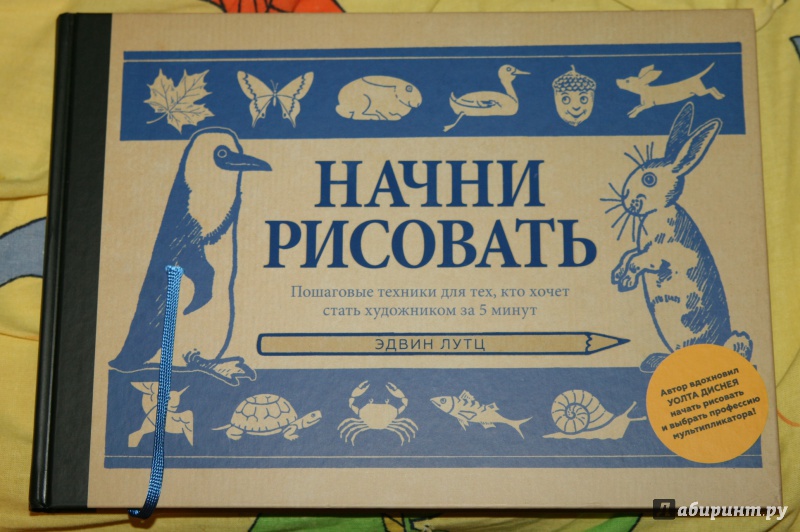 НАЧНИ
РИСОВАТЬ
Пошаговые техники для тех, кто хочет
стать художником за 5 минут
ЭДВИН ЛУТЦ
Автор вдохновил
УОЛТА ДИСНЕЯ
начать рисовать
и выбрать профессию
мультипликатора!
Лабиринт.ру